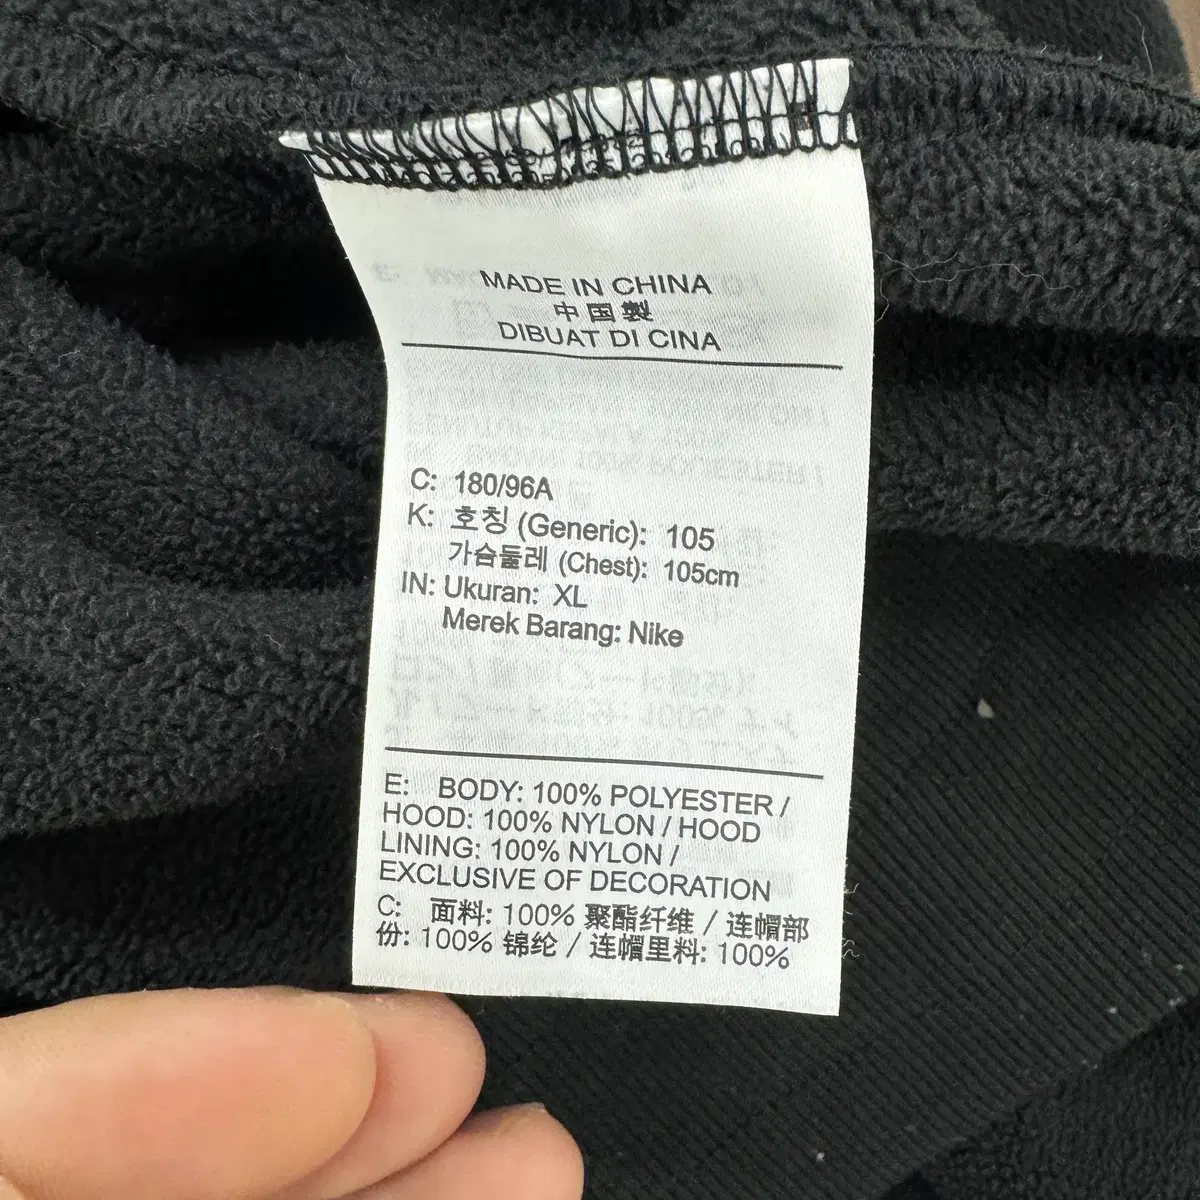 MADE IN CHINA
中国製
DIBUAT DI CINA
C: 180/96A
K: 호칭 (Generic): 105
가슴둘레 (Chest): 105cm
IN: Ukuran: XL
Merek Barang: Nike
E: BODY: 100% POLYESTER /
HOOD: 100% NYLON / HOOD
LINING: 100% NYLON /
EXCLUSIVE OF DECORATION
C: 面料: 100% 聚酯纤维 / 连帽部
份: 100% 锦纶 / 连帽里料: 100%